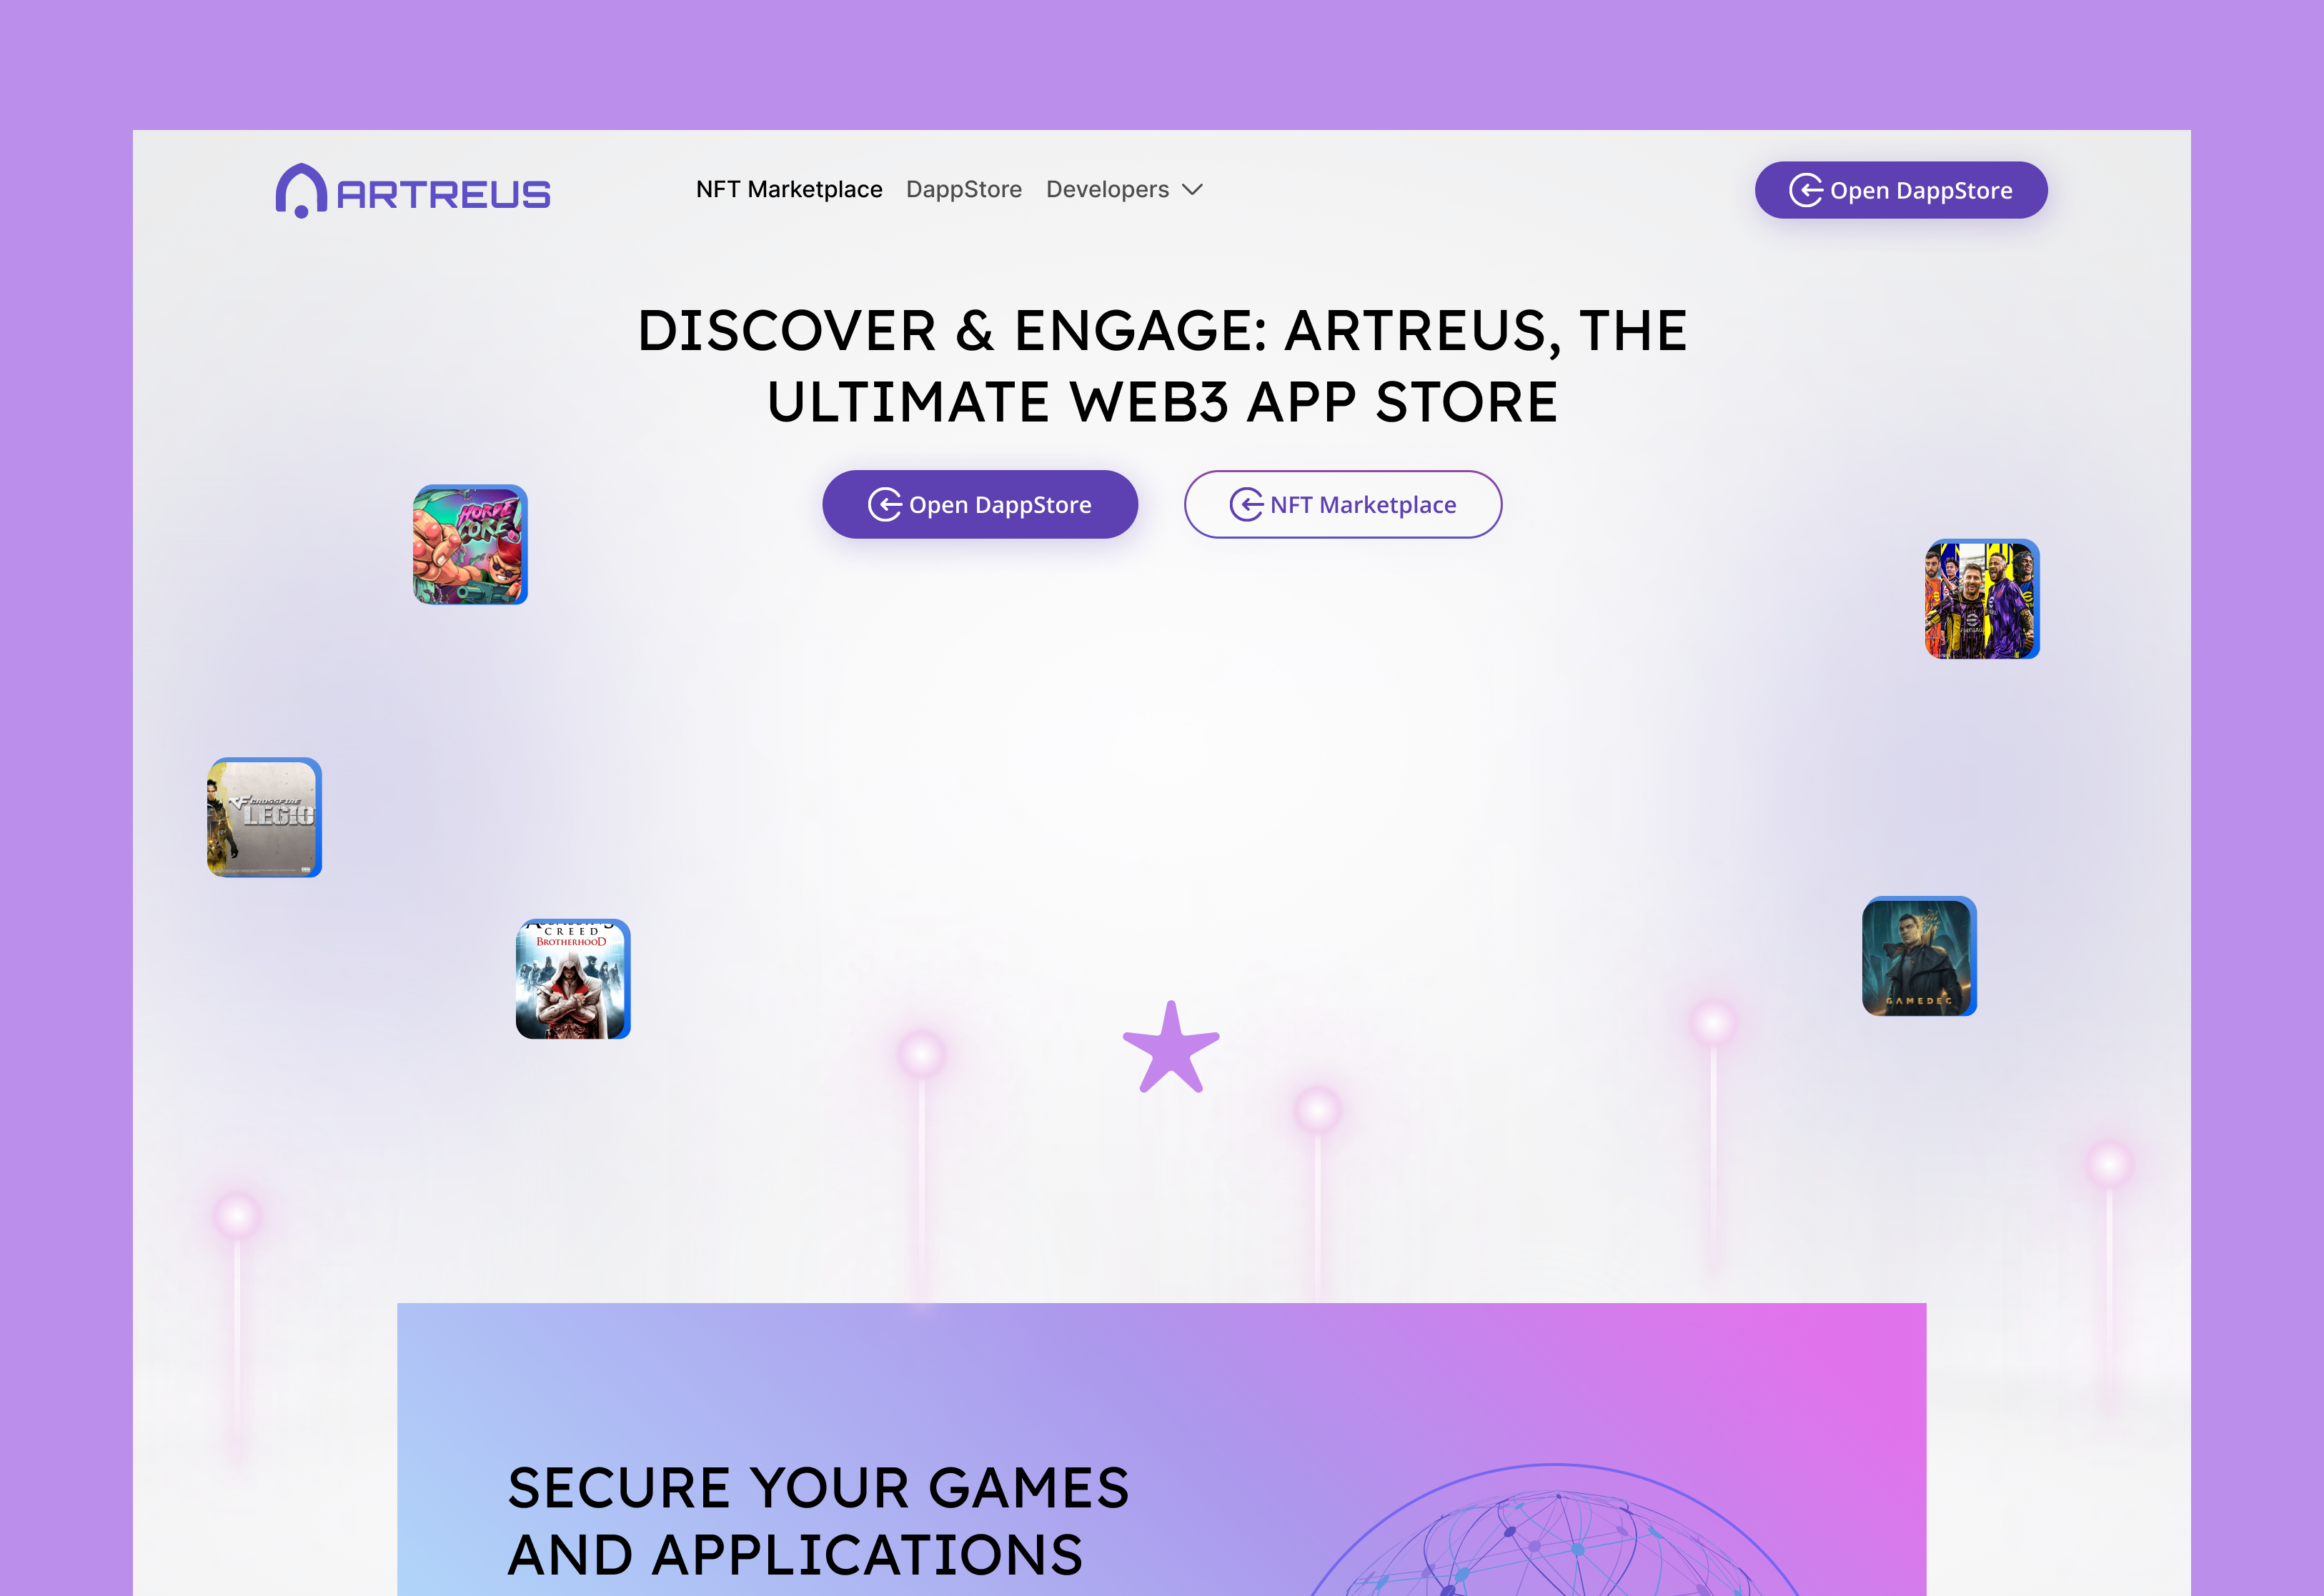 ARTREUS
NFT Marketplace
DappStore
Developers
Open DappStore
DISCOVER & ENGAGE: ARTREUS, THE
ULTIMATE WEB3 APP STORE
Open DappStore
NFT Marketplace
HORDE
CORE
CROSSFIRE
LEGIO
CREED
BROTHERHOOD
GAMEDEC
SECURE YOUR GAMES
AND APPLICATIONS